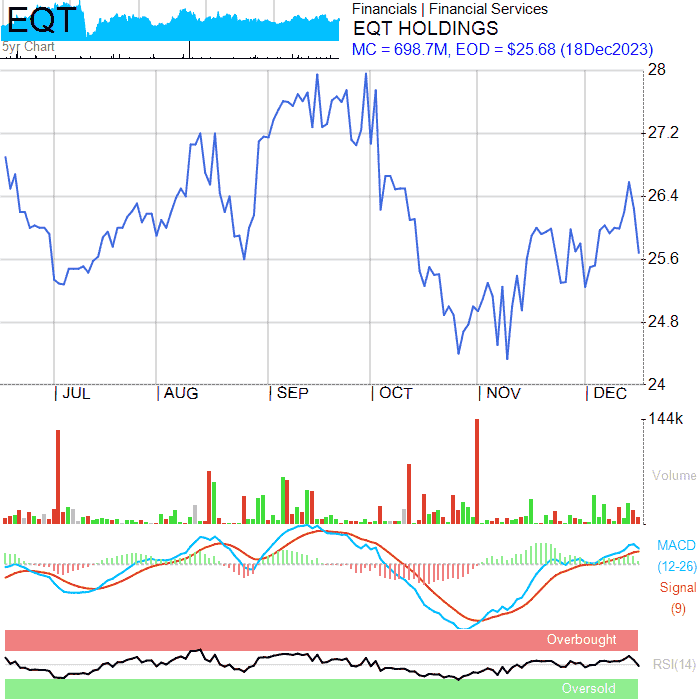 EQT
5yr Chart
Financials | Financial Services
EQT HOLDINGS
MC = 698.7M, EOD = $25.68 (18Dec2023)
28
27.2
26.4
25.6
24.8
24
JUL AUG SEP OCT NOV DEC
144k
Volume
MACD
(12-26)
Signal
(9)
Overbought
RSI(14)
Oversold